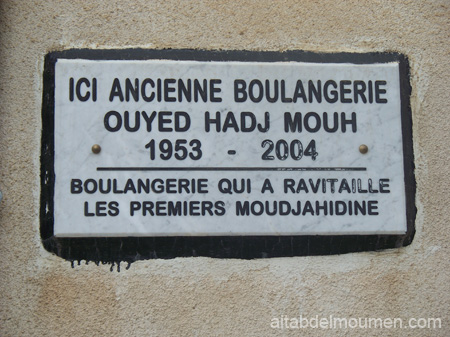 ICI ANCIENNE BOULANGERIE
OUYED HADJ MOUH
1953 - 2004
BOULANGERIE QUI A RAVITAILLE
LES PREMIERS MOUDJAHIDINE
aitabdelmoumen.com